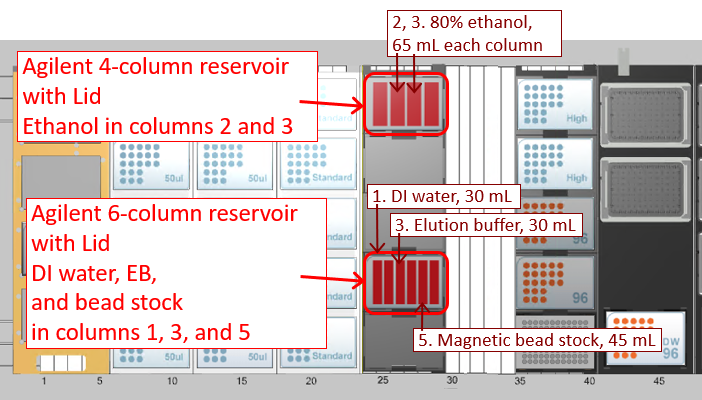 2, 3. 80% ethanol,
65 mL each column
Agilent 4-column reservoir
with Lid
Ethanol in columns 2 and 3
Standard
High
50ul
50ul
Standard
High
1. DI water, 30 mL
Agilent 6-column reservoir
with Lid
DI water, EB,
and bead stock
in columns 1, 3, and 5
3. Elution buffer, 30 mL
96
96
5. Magnetic bead stock, 45 mL
50ul
50ul
Standard
96
1
5
10
15
20
25
30
35
40
45